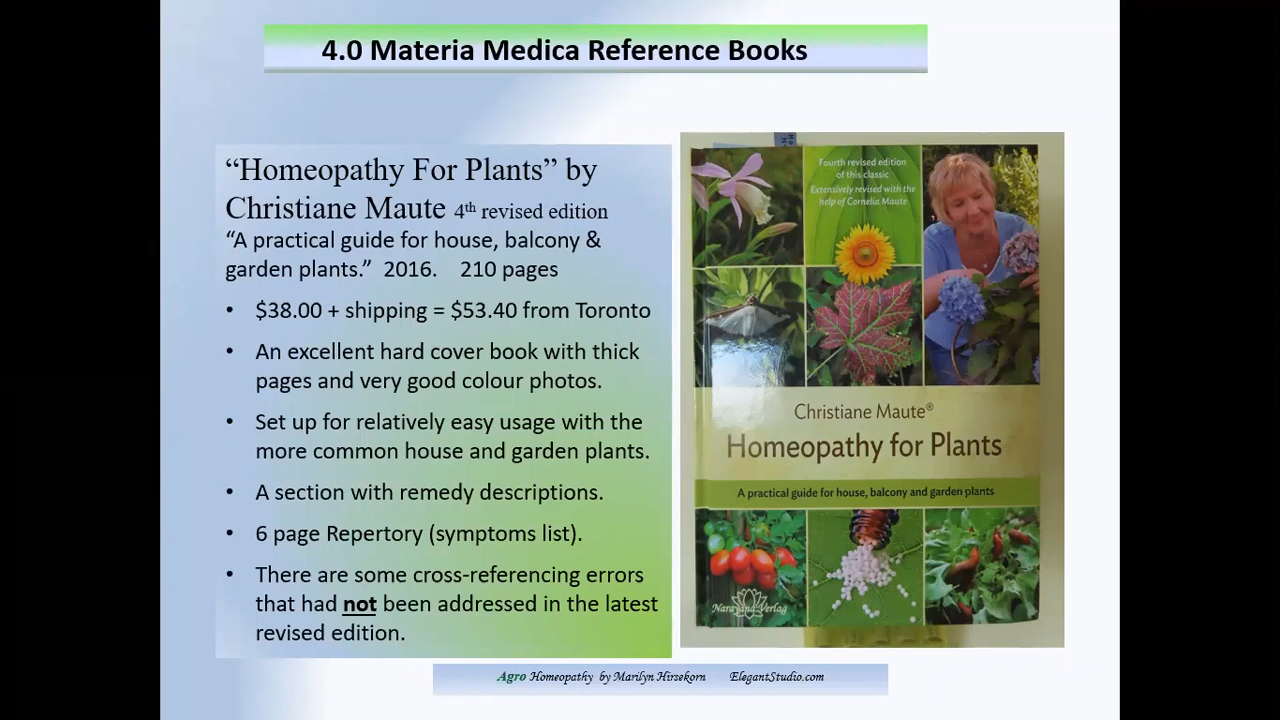 4.0 Materia Medica Reference Books
“Homeopathy For Plants” by
Christiane Maute 4th revised edition
“A practical guide for house, balcony &
garden plants.” 2016. 210 pages
• $38.00 + shipping = $53.40 from Toronto
• An excellent hard cover book with thick
pages and very good colour photos.
• Set up for relatively easy usage with the
more common house and garden plants.
• A section with remedy descriptions.
• 6 page Repertory (symptoms list).
• There are some cross-referencing errors
that had not been addressed in the latest
revised edition.
Fourth revised edition
of this classic
Extensively revised with the
help of Cornelia Maute
Christiane Maute®
Homeopathy for Plants
A practical guide for house, balcony and garden plants
Narayana Verlag
Agro Homeopathy by Marilyn Hirsekorn ElegantStudio.com